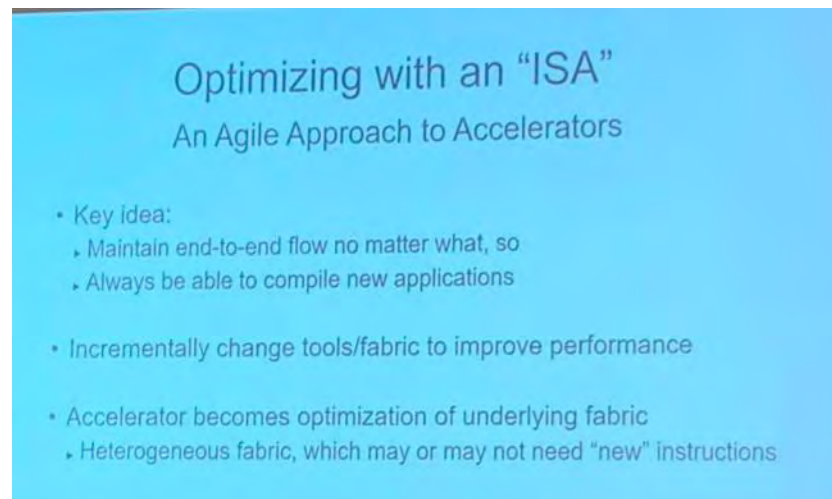 Optimizing with an “ISA”
An Agile Approach to Accelerators
• Key idea:
▸ Maintain end-to-end flow no matter what, so
▸ Always be able to compile new applications
• Incrementally change tools/fabric to improve performance
• Accelerator becomes optimization of underlying fabric
▸ Heterogeneous fabric, which may or may not need “new” instructions